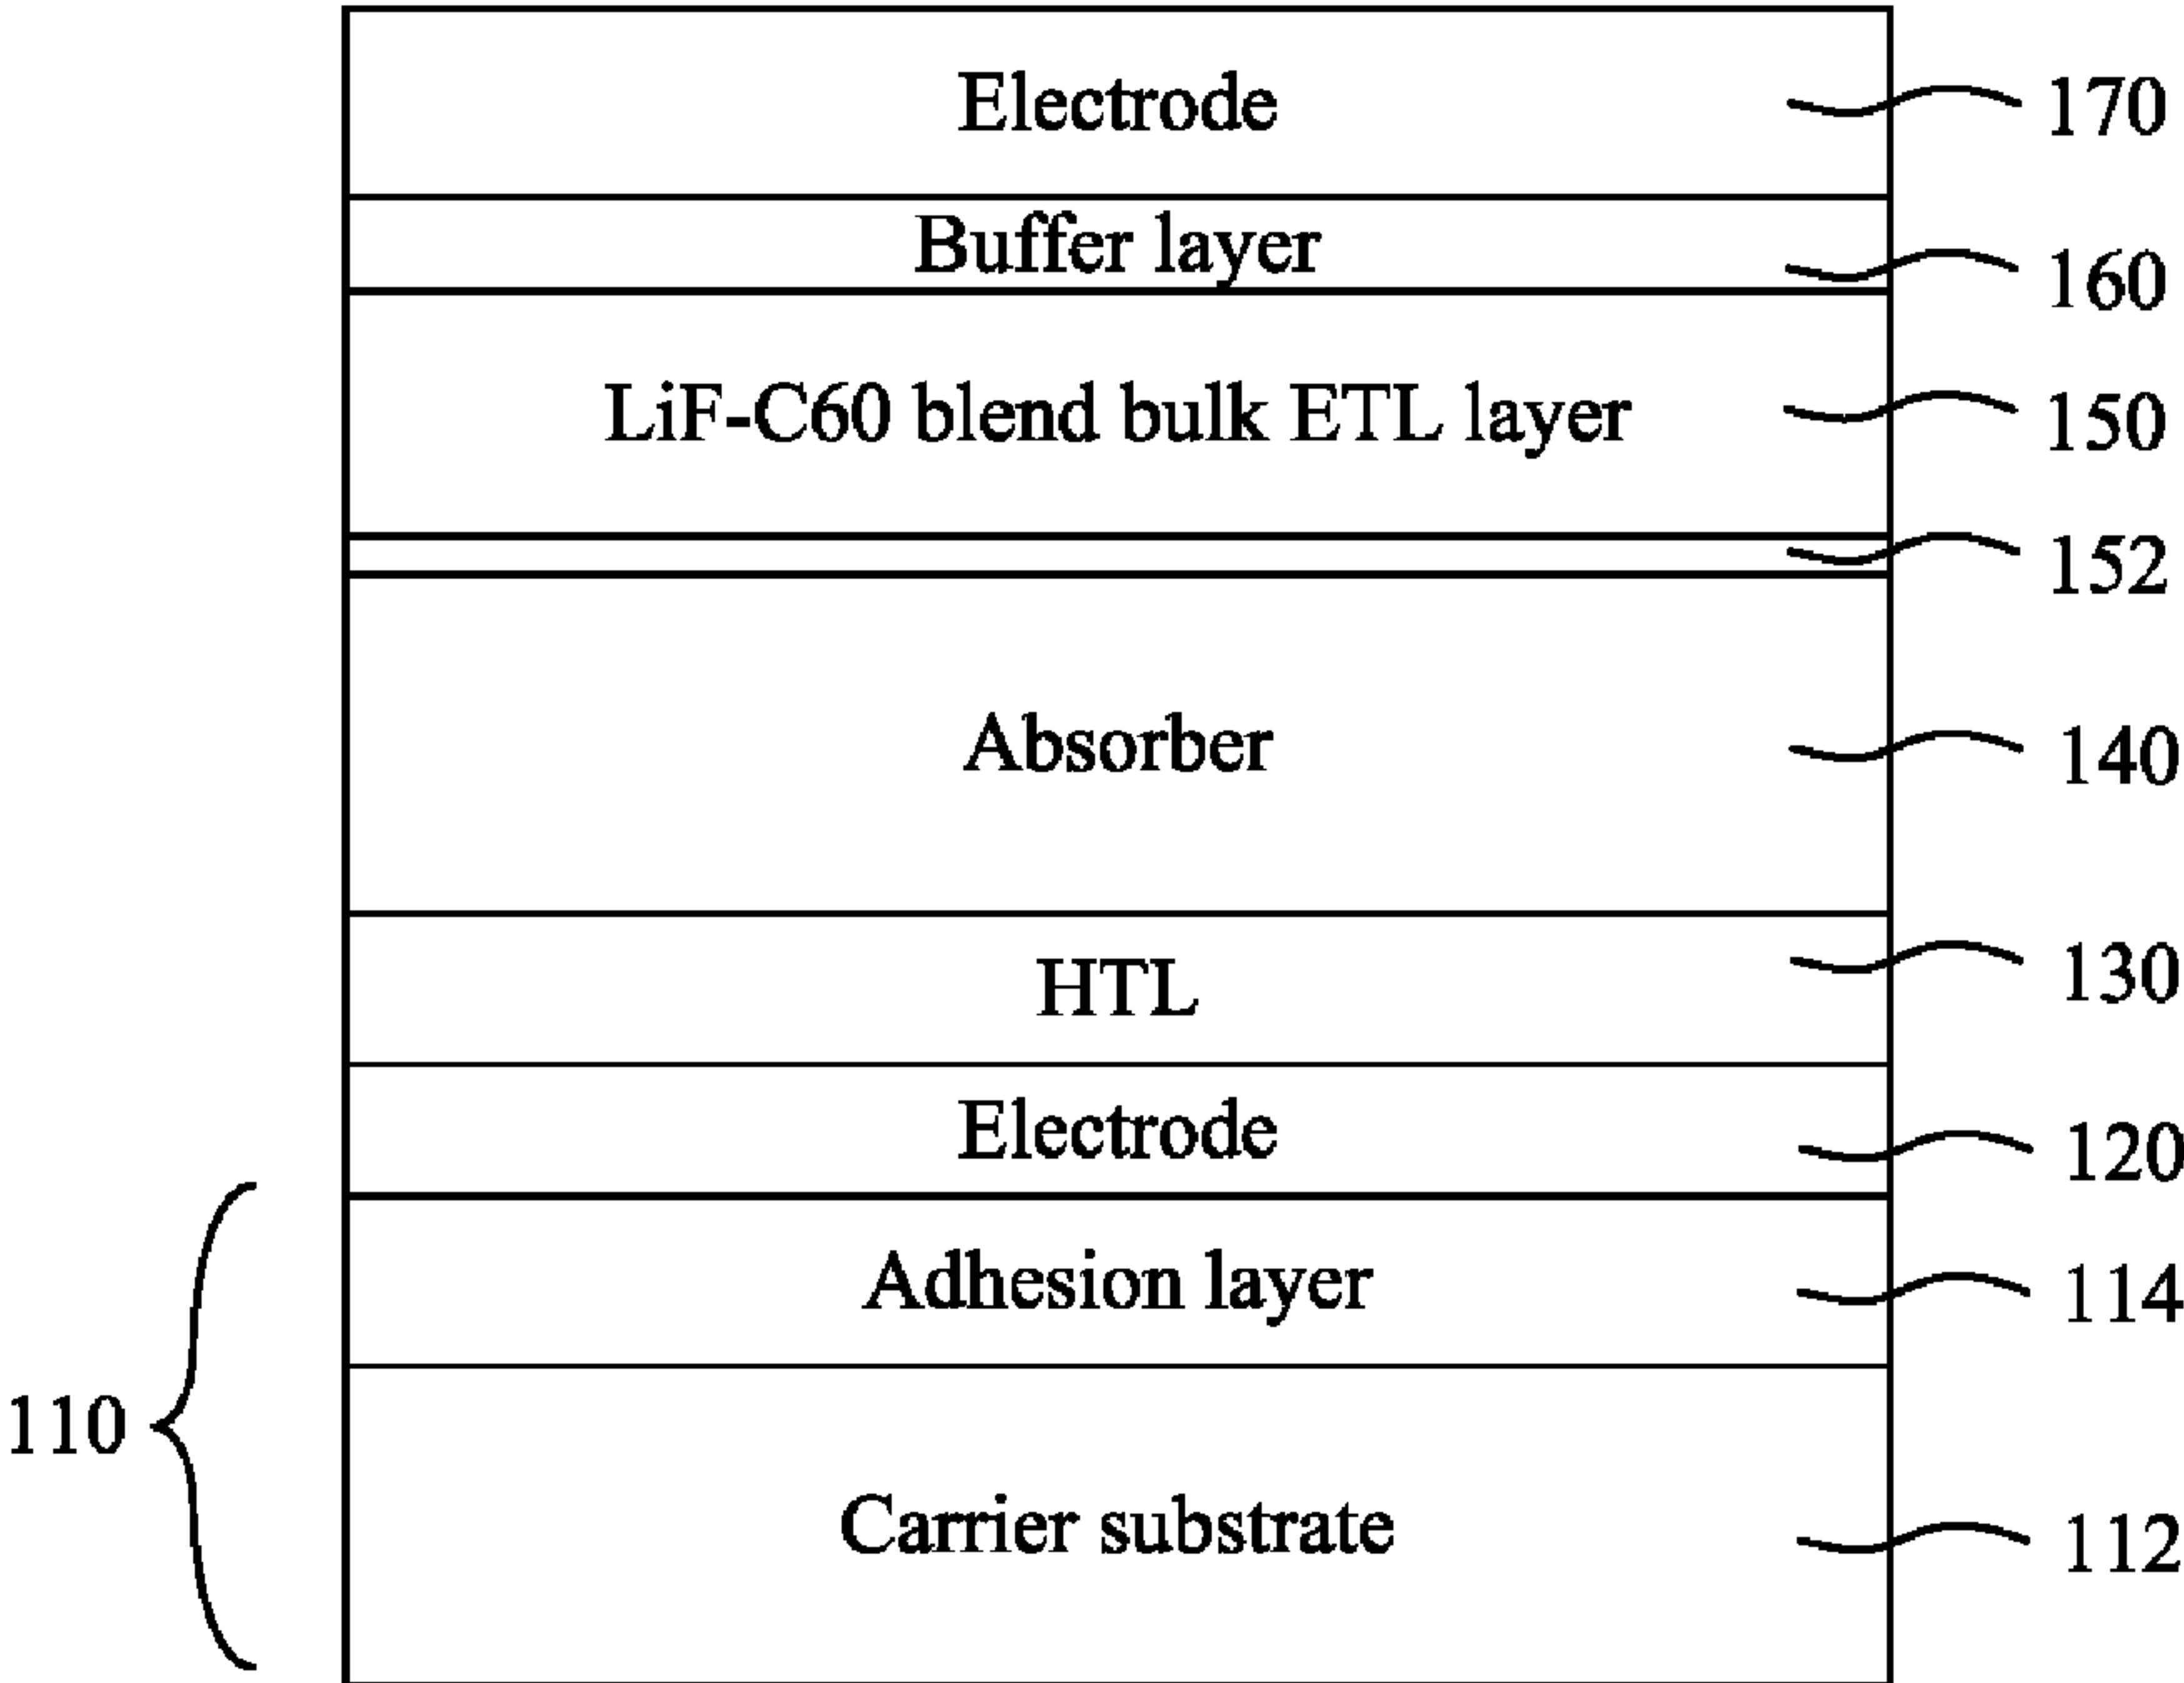 Electrode 170
Buffer layer 160
LiF-C60 blend bulk ETL layer 150
152
Absorber 140
HTL 130
Electrode 120
Adhesion layer 114
110
Carrier substrate 112